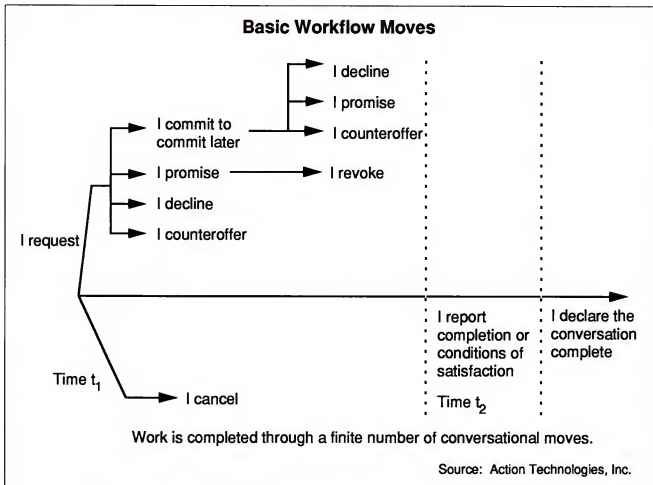 Basic Workflow Moves
I decline
I commit to
commit later
I promise
I counteroffer
I promise
I revoke
I decline
I request
I counteroffer
I report
completion or
conditions of
satisfaction
I declare the
conversation
complete
Time t₁
I cancel
Time t₂
Work is completed through a finite number of conversational moves.
Source: Action Technologies, Inc.